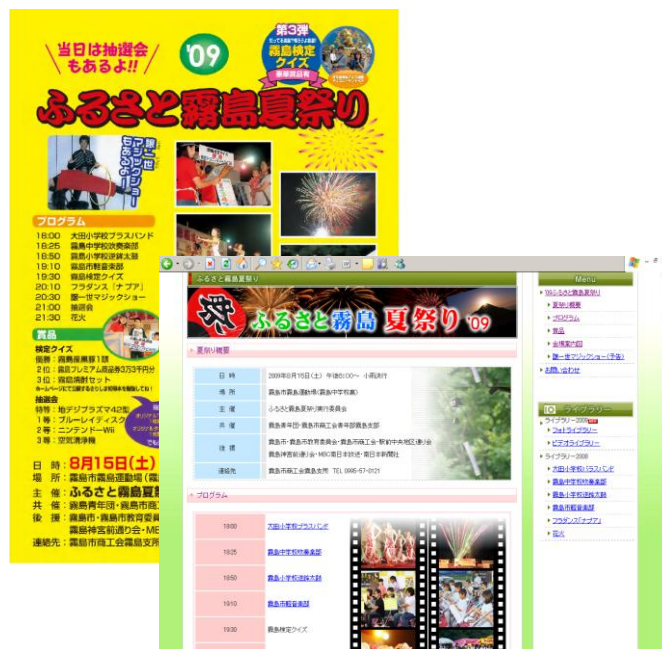 当日は抽選会
もあるよ!!
'09
第3弾
霧島検定
クイズ
豪華賞品有
ふるさと霧島夏祭り
謎一世
マジックショー
もあるよー
プログラム
18:00 大田小学校ブラスバンド
18:25 霧島中学校吹奏楽部
18:50 霧島小学校逆鉾太鼓
19:10 霧島市軽音楽部
19:30 霧島検定クイズ
20:10 フラダンス「ナプア」
20:30 謎一世マジックショー
21:00 抽選会
21:30 花火
賞品
検定クイズ
優勝：霧島産黒豚1頭
2位：霧島プレミアム商品券3万3千円分
3位：霧島焼酎セット
抽選会
特等：地デジプラズマ42型
1等：ブルーレイディスク
2等：ニンテンドーWii
3等：空気清浄機
日 時：8月15日(土)
場 所：霧島市霧島運動場
主 催：ふるさと霧島夏
共 催：霧島青年団・霧島市商工
後 援：霧島市・霧島市教育委員
霧島神宮前通り会・MB
連絡先：霧島市商工会霧島支所
ふるさと霧島夏祭り
祭 ふるさと霧島 夏祭り '09
夏祭り概要
日 時 2009年8月15日(土) 午後6:00～ 小雨決行
場 所 霧島市霧島運動場(霧島中学校裏)
主 催 ふるさと霧島夏祭り実行委員会
共 催 霧島青年団・霧島市商工会青年部霧島支部
後 援 霧島市・霧島市教育委員会・霧島市商工会・駅前中央地区通り会
霧島神宮前通り会・MBC南日本放送・南日本新聞社
連絡先 霧島市商工会霧島支所 TEL 0995-57-0121
プログラム
18:00 大田小学校ブラスバンド
18:25 霧島中学校吹奏楽部
18:50 霧島小学校逆鉾太鼓
19:10 霧島市軽音楽部
19:30 霧島検定クイズ
Menu
'09ふるさと霧島夏祭り
夏祭り概要
プログラム
賞品
会場案内図
謎一世マジックショー(予告)
お問い合わせ
ライブラリー
ライブラリー2009
フォトライブラリー
ビデオライブラリー
ライブラリー2008
大田小学校ブラスバンド
霧島中学校吹奏楽部
霧島小学校逆鉾太鼓
霧島市軽音楽部
フラダンス「ナプア」
花火